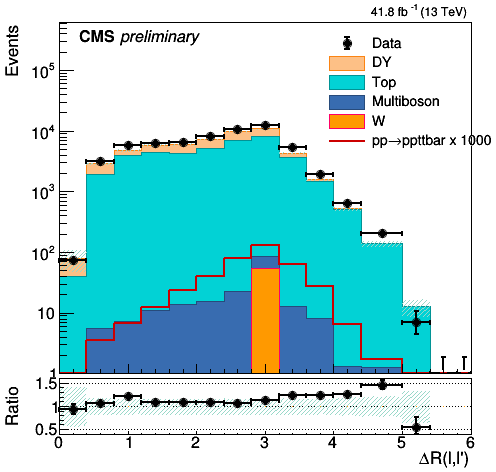 41.8 fb⁻¹ (13 TeV)
CMS preliminary
Events
Data
DY
Top
Multiboson
W
pp→ppttbar x 1000
10⁵
10⁴
10³
10²
10
1
Ratio
1.5
1
0.5
0 1 2 3 4 5 6
ΔR(l,l')